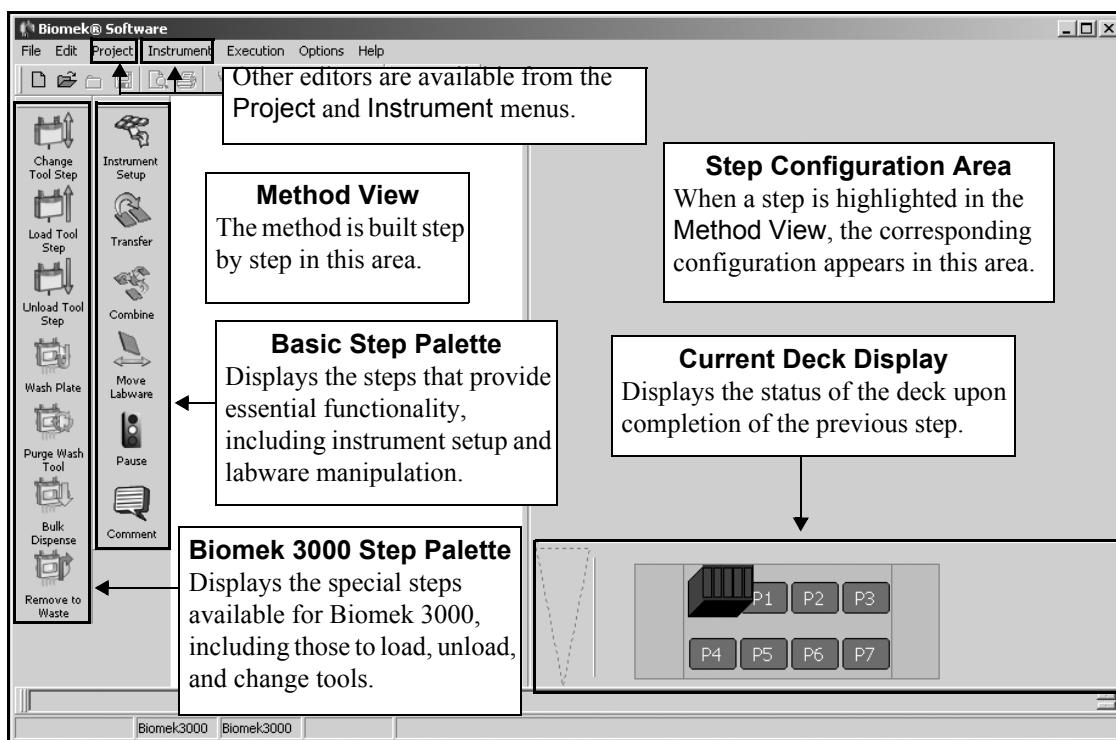 Biomek® Software
File Edit Project Instrument Execution Options Help
Other editors are available from the
Project and Instrument menus.
Change
Tool Step
Load Tool
Step
Unload Tool
Step
Wash Plate
Purge Wash
Tool
Bulk
Dispense
Remove to
Waste
Instrument
Setup
Transfer
Combine
Move
Labware
Pause
Comment
Method View
The method is built step
by step in this area.
Step Configuration Area
When a step is highlighted in the
Method View, the corresponding
configuration appears in this area.
Basic Step Palette
Displays the steps that provide
essential functionality,
including instrument setup and
labware manipulation.
Current Deck Display
Displays the status of the deck upon
completion of the previous step.
Biomek 3000 Step Palette
Displays the special steps
available for Biomek 3000,
including those to load, unload,
and change tools.
P1 P2 P3
P4 P5 P6 P7
Biomek3000 Biomek3000